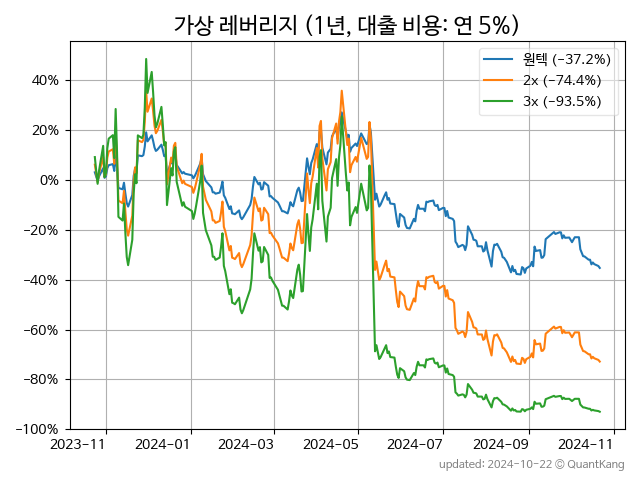 가상 레버리지 (1년, 대출 비용: 연 5%)
원텍 (-37.2%)
2x (-74.4%)
3x (-93.5%)
40%
20%
0%
-20%
-40%
-60%
-80%
-100%
2023-11 2024-01 2024-03 2024-05 2024-07 2024-09 2024-11
updated: 2024-10-22 © QuantKang